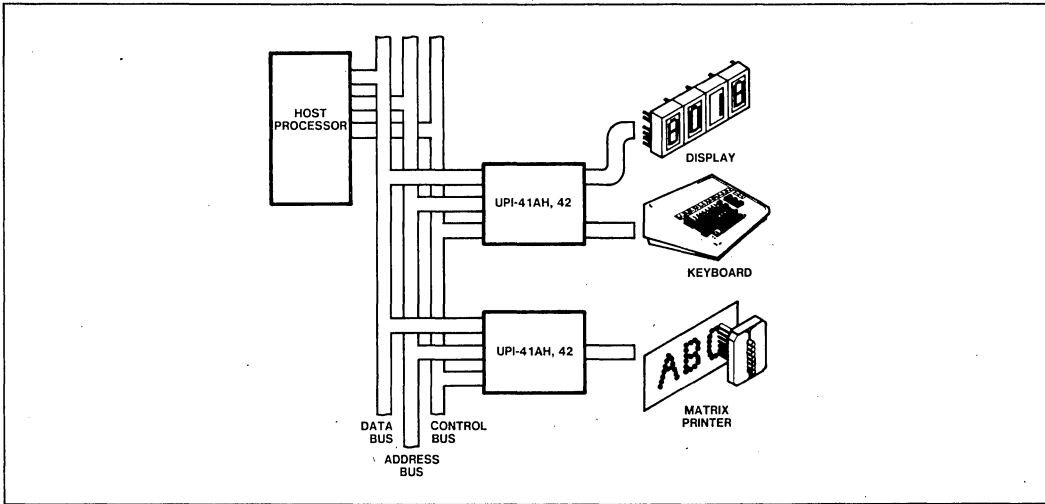 HOST
PROCESSOR
DISPLAY
UPI-41AH, 42
KEYBOARD
UPI-41AH, 42
ABC
MATRIX
PRINTER
DATA
BUS
ADDRESS
BUS
CONTROL
BUS